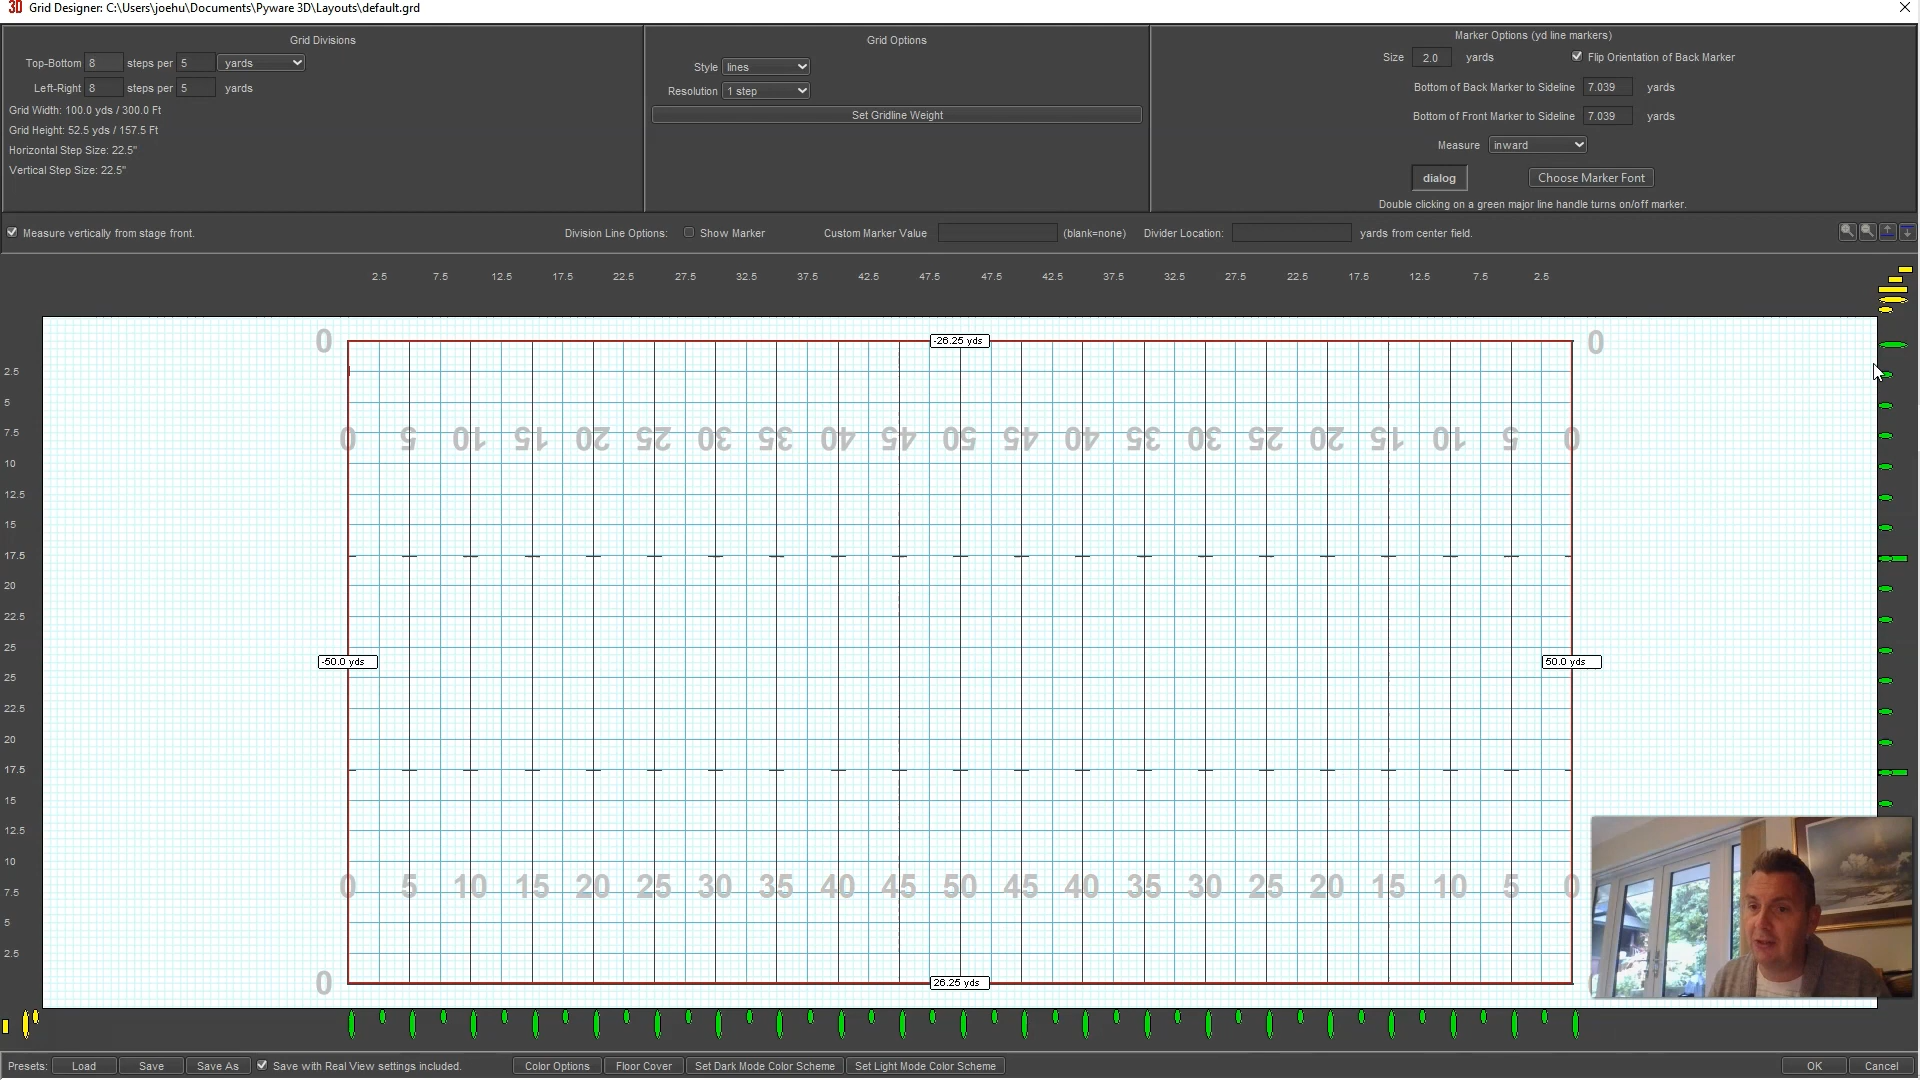 3D Grid Designer: C:\Users\joehu\Documents\Pyware 3D\Layouts\default.grd
Grid Divisions
Top-Bottom 8 steps per 5 yards
Left-Right 8 steps per 5 yards
Grid Width: 100.0 yds / 300.0 Ft
Grid Height: 52.5 yds / 157.5 Ft
Horizontal Step Size: 22.5"
Vertical Step Size: 22.5"
Grid Options
Style lines
Resolution 1 step
Set Gridline Weight
Marker Options (yd line markers)
Size 2.0 yards Flip Orientation of Back Marker
Bottom of Back Marker to Sideline 7.039 yards
Bottom of Front Marker to Sideline 7.039 yards
Measure inward
dialog Choose Marker Font
Double clicking on a green major line handle turns on/off marker.
Measure vertically from stage front. Division Line Options: Show Marker Custom Marker Value (blank=none) Divider Location: yards from center field.
2.5 7.5 12.5 17.5 22.5 27.5 32.5 37.5 42.5 47.5 47.5 42.5 37.5 32.5 27.5 22.5 17.5 12.5 7.5 2.5
0 -26.25 yds 0
2.5
5
7.5 0 5 10 15 20 25 30 35 40 45 50 45 40 35 30 25 20 15 10 5 0
10
12.5
15
17.5
20
22.5
25
-50.0 yds 50.0 yds
25
22.5
20
17.5
15
12.5
10
7.5 0 5 10 15 20 25 30 35 40 45 50 45 40 35 30 25 20 15 10 5 0
5
2.5
0 26.25 yds
Presets: Load Save Save As Save with Real View settings included. Color Options Floor Cover Set Dark Mode Color Scheme Set Light Mode Color Scheme OK Cancel